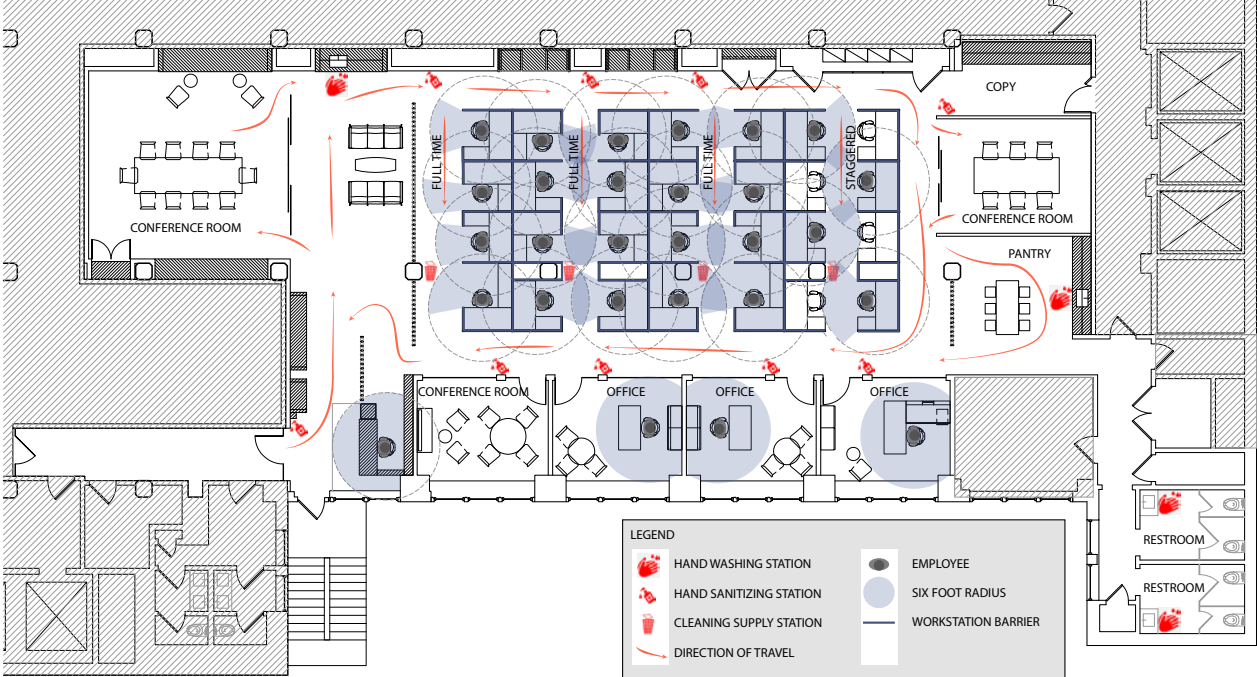 COPY
FULL TIME
FULL TIME
FULL TIME
STAGGERED
CONFERENCE ROOM
CONFERENCE ROOM
PANTRY
CONFERENCE ROOM
OFFICE
OFFICE
OFFICE
LEGEND
HAND WASHING STATION
HAND SANITIZING STATION
CLEANING SUPPLY STATION
DIRECTION OF TRAVEL
EMPLOYEE
SIX FOOT RADIUS
WORKSTATION BARRIER
RESTROOM
RESTROOM